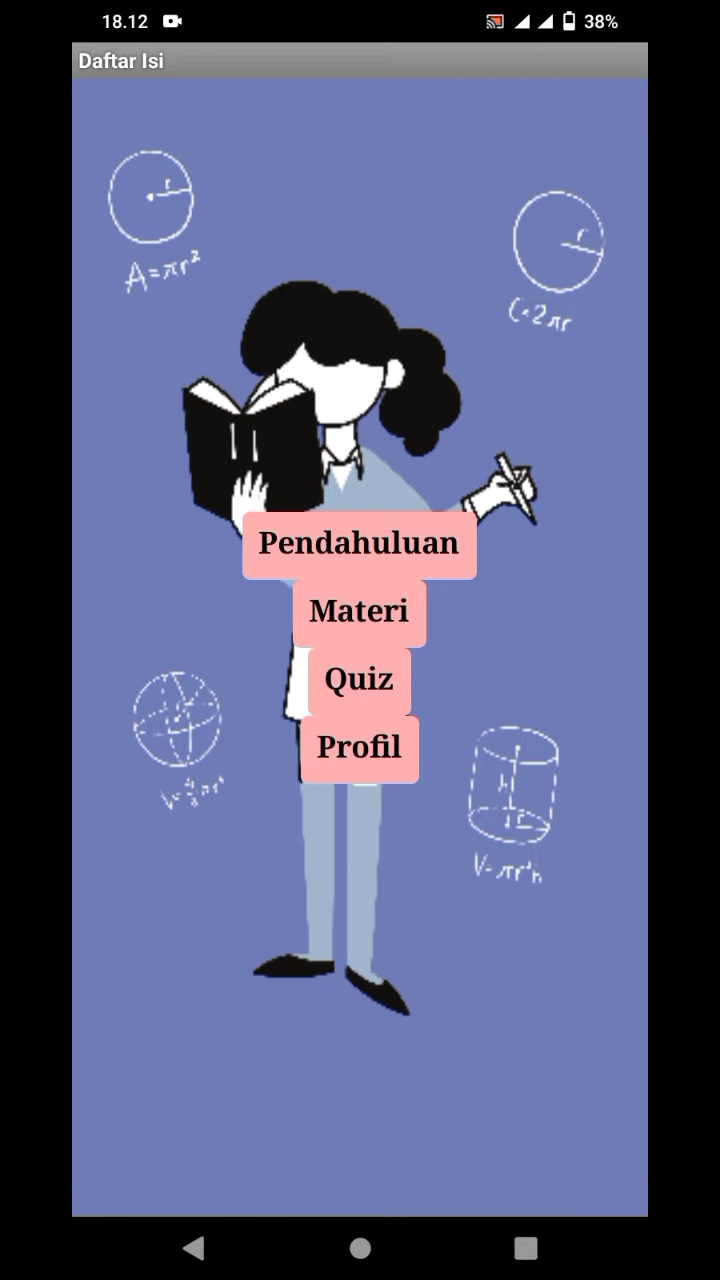 18.12
38%
Daftar Isi
r
A=πr²
r
C=2πr
Pendahuluan
Materi
Quiz
Profil
h
r
V=πr²h